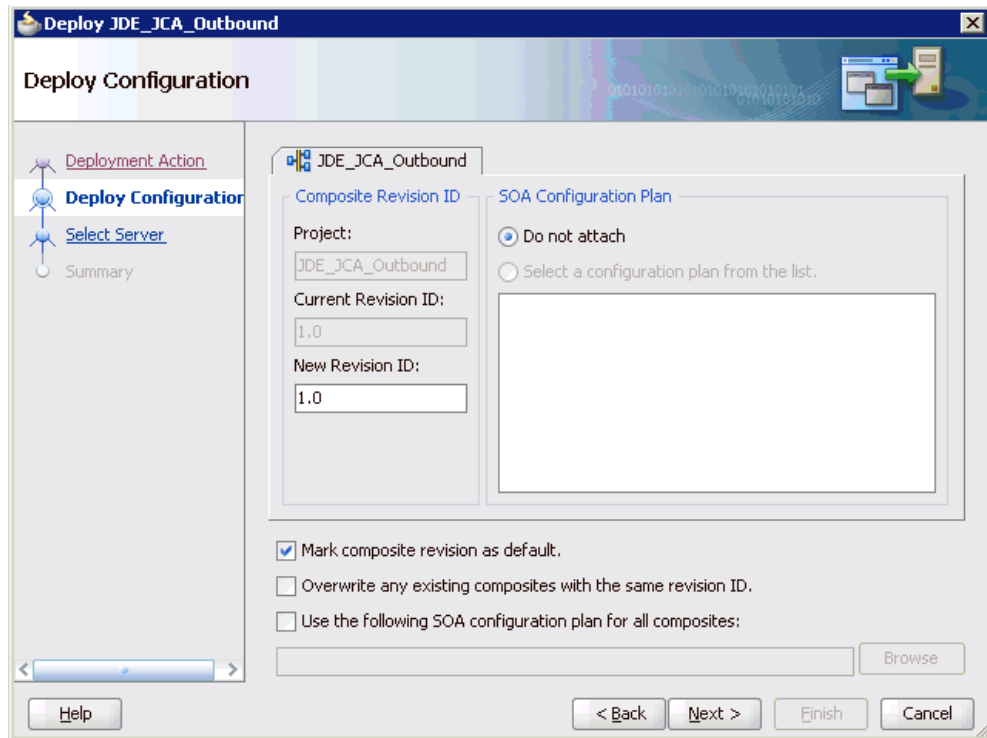 Deploy JDE_JCA_Outbound
Deploy Configuration
Deployment Action
Deploy Configuration
Select Server
Summary
JDE_JCA_Outbound
Composite Revision ID
Project:
JDE_JCA_Outbound
Current Revision ID:
1.0
New Revision ID:
1.0
SOA Configuration Plan
Do not attach
Select a configuration plan from the list.
Mark composite revision as default.
Overwrite any existing composites with the same revision ID.
Use the following SOA configuration plan for all composites:
Browse
Help
< Back
Next >
Finish
Cancel